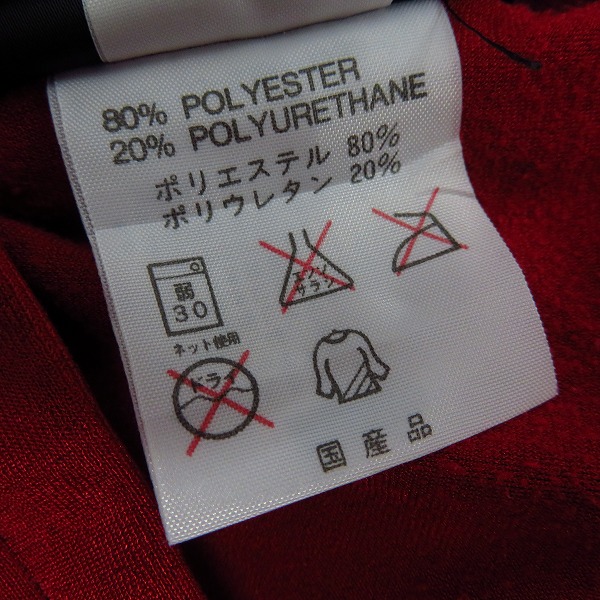 80% POLYESTER
20% POLYURETHANE
ポリエステル 80%
ポリウレタン 20%
弱
30
ネット使用
エンソ
サラシ
ドライ
国産品